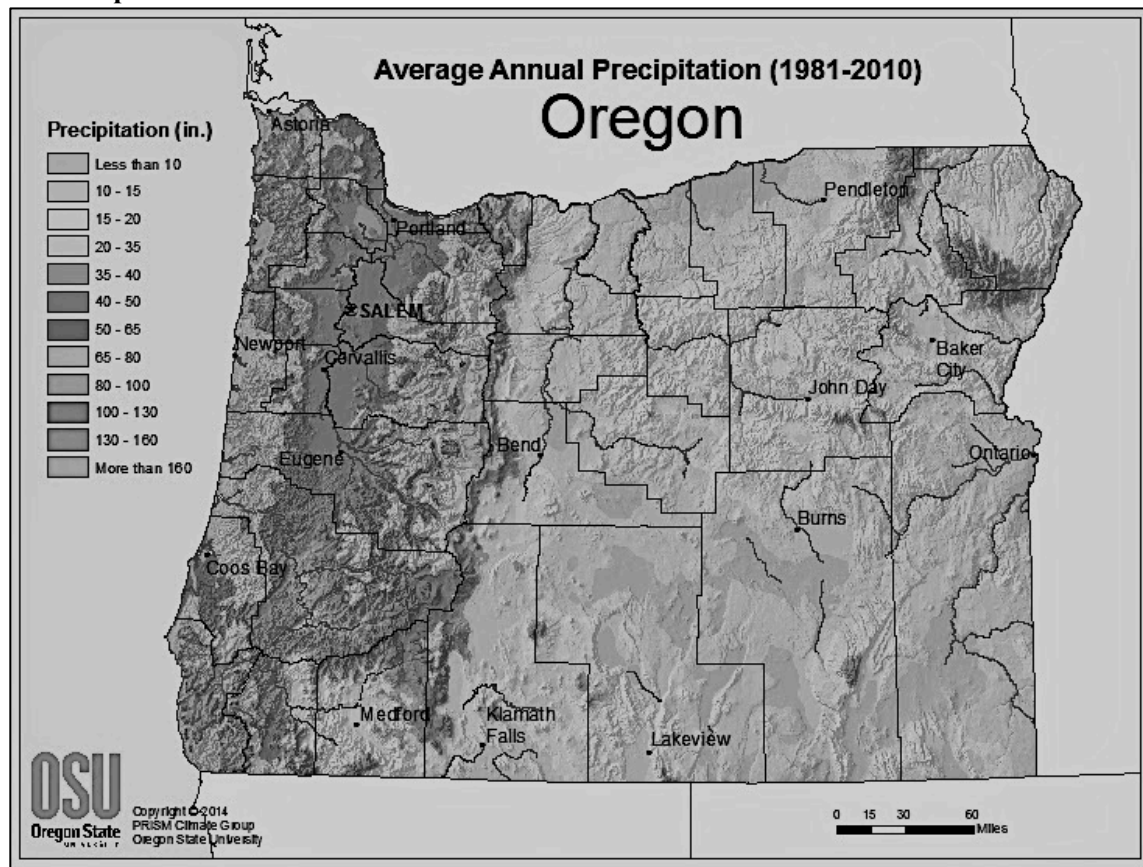 Average Annual Precipitation (1981-2010)
Oregon
Precipitation (in.)
Less than 10
10 - 15
15 - 20
20 - 35
35 - 40
40 - 50
50 - 65
65 - 80
80 - 100
100 - 130
130 - 160
More than 160
Astoria
Pendleton
Portland
SALEM
Newport
Corvallis
Baker
City
John Day
Bend
Eugene
Ontario
Burns
Coos Bay
Medford
Klamath
Falls
Lakeview
OSU
Oregon State
UNIVERSITY
Copyright © 2014
PRISM Climate Group
Oregon State University
0 15 30 60
Miles